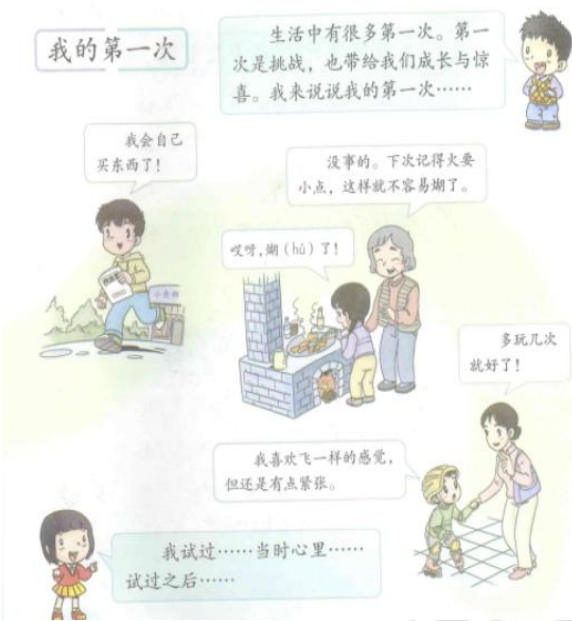 我的第一次
生活中有很多第一次。第一
次是挑战，也带给我们成长与惊
喜。我来说说我的第一次……
我会自己
买东西了！
没事的。下次记得火要
小点，这样就不容易煳了。
哎呀，煳（hú）了！
多玩几次
就好了！
我喜欢飞一样的感觉，
但还是有点紧张。
我试过……当时心里……
试过之后……